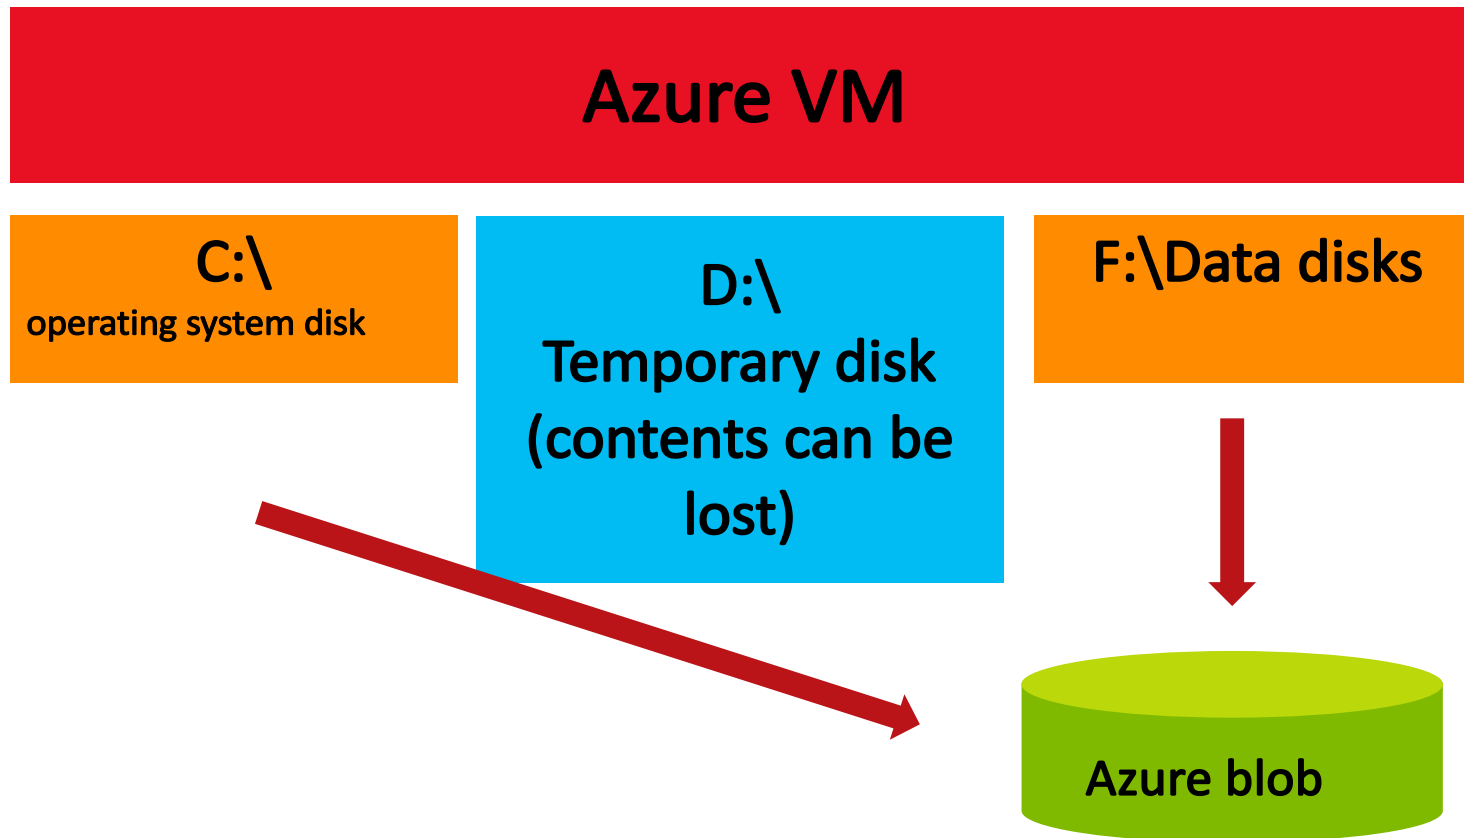 Azure VM
C:\
operating system disk
D:\
Temporary disk
(contents can be
lost)
F:\Data disks
Azure blob